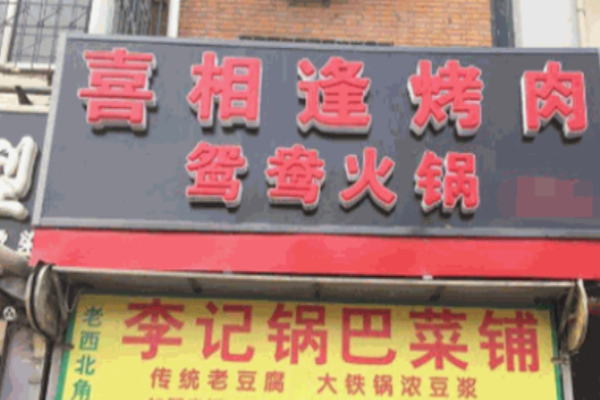 喜相逢烤肉
鸳鸯火锅
李记锅巴菜铺
老西北角
传统老豆腐 大铁锅浓豆浆